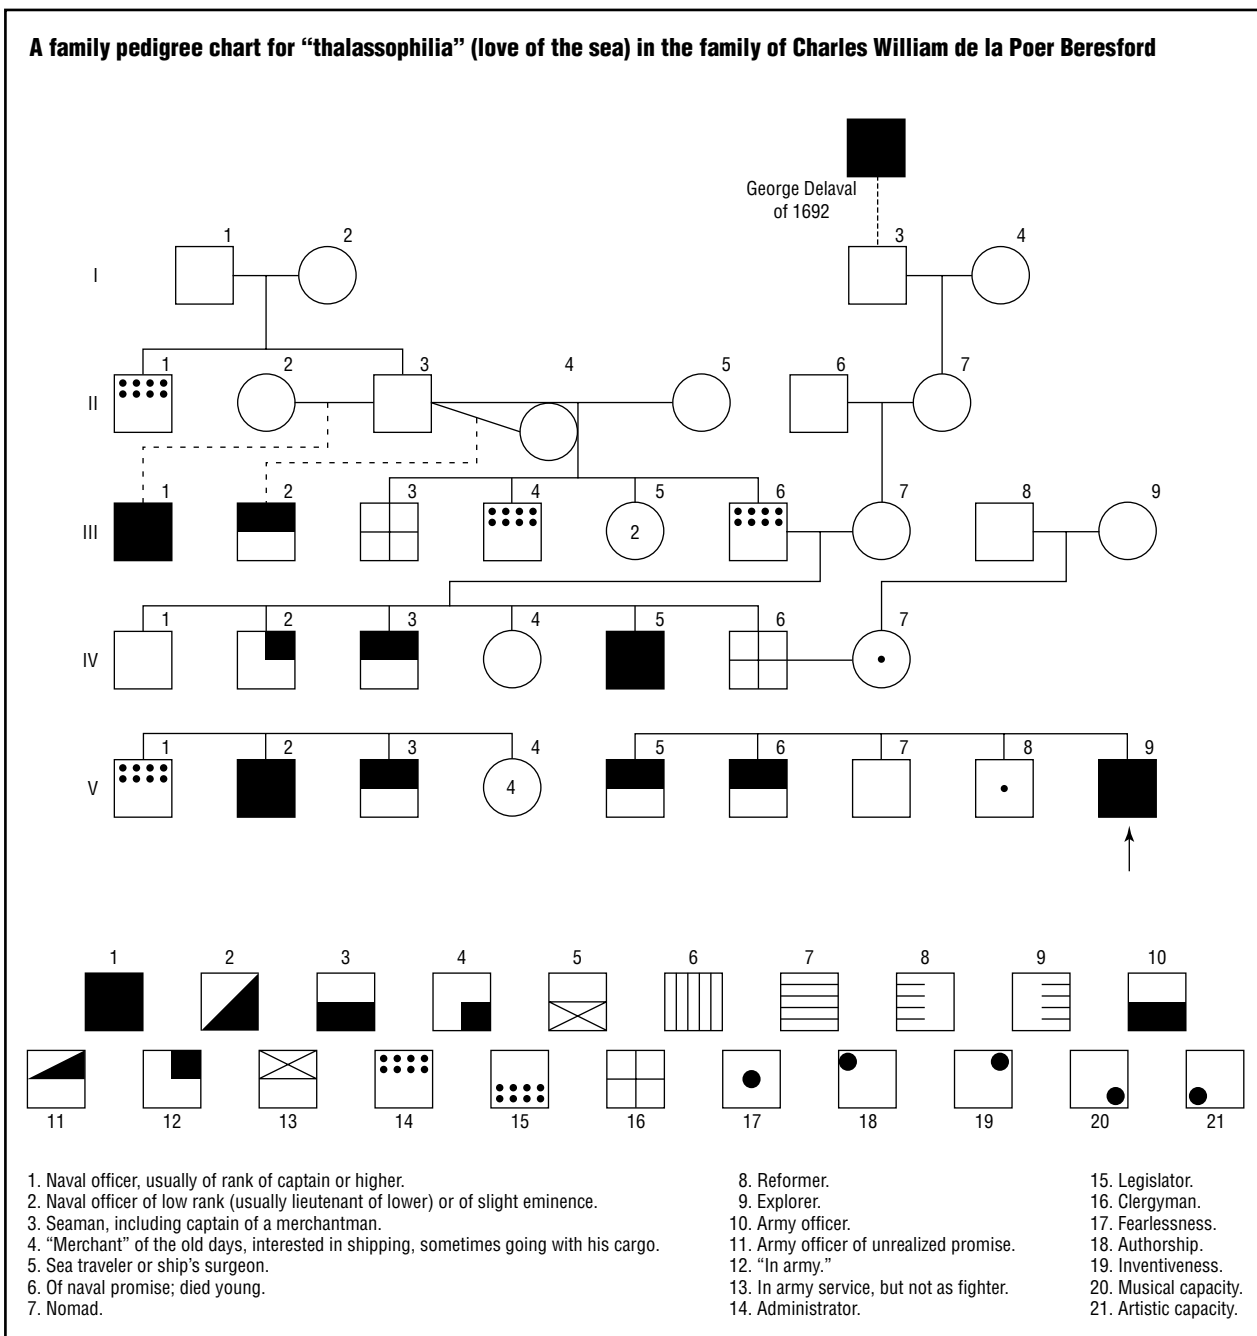 A family pedigree chart for “thalassophilia” (love of the sea) in the family of Charles William de la Poer Beresford
George Delaval
of 1692
1 2 3 4
I
1 2 3 4 5 6 7
II
1 2 3 4 5 6 7 8 9
III
2
1 2 3 4 5 6 7
IV
1 2 3 4 5 6 7 8 9
V
4
1 2 3 4 5 6 7 8 9 10
11 12 13 14 15 16 17 18 19 20 21
1. Naval officer, usually of rank of captain or higher.
2. Naval officer of low rank (usually lieutenant of lower) or of slight eminence.
3. Seaman, including captain of a merchantman.
4. “Merchant” of the old days, interested in shipping, sometimes going with his cargo.
5. Sea traveler or ship’s surgeon.
6. Of naval promise; died young.
7. Nomad.
8. Reformer.
9. Explorer.
10. Army officer.
11. Army officer of unrealized promise.
12. “In army.”
13. In army service, but not as fighter.
14. Administrator.
15. Legislator.
16. Clergyman.
17. Fearlessness.
18. Authorship.
19. Inventiveness.
20. Musical capacity.
21. Artistic capacity.